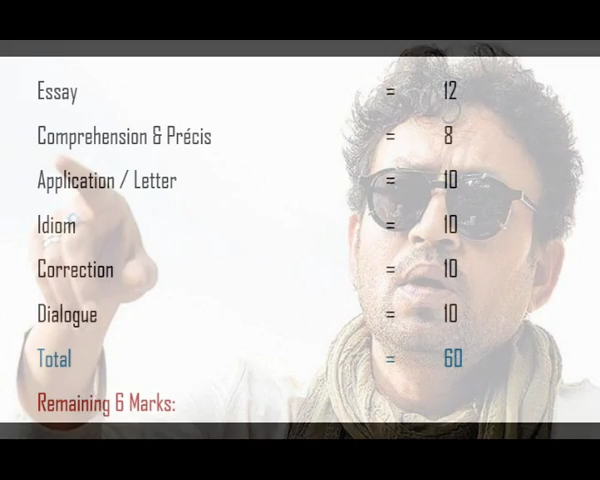 Essay = 12
Comprehension & Précis = 8
Application / Letter = 10
Idiom = 10
Correction = 10
Dialogue = 10
Total = 60
Remaining 6 Marks: